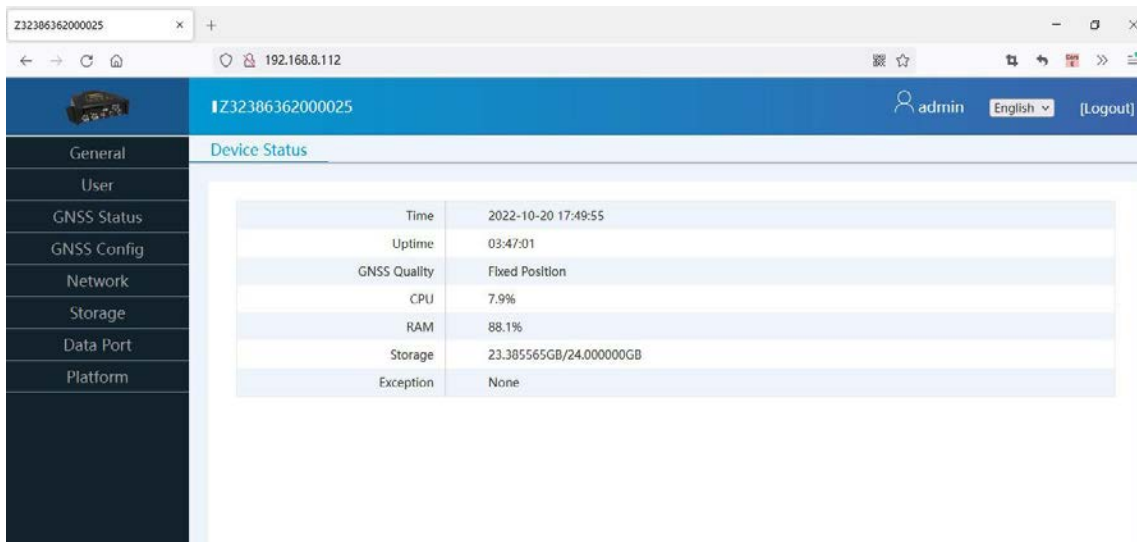 Z32386362000025
192.168.8.112
Z32386362000025 admin English [Logout]
General
User
GNSS Status
GNSS Config
Network
Storage
Data Port
Platform
Device Status
Time 2022-10-20 17:49:55
Uptime 03:47:01
GNSS Quality Fixed Position
CPU 7.9%
RAM 88.1%
Storage 23.385565GB/24.000000GB
Exception None